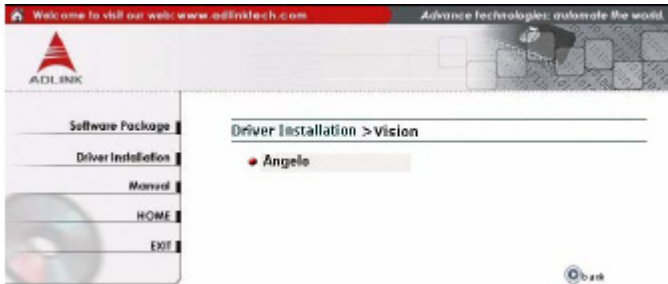 Welcome to visit our web: www.adlinktech.com
Advance technologies; automate the world.
ADLINK
Software Package
Driver Installation
Manual
HOME
EXIT
Driver Installation > Vision
Angelo
back